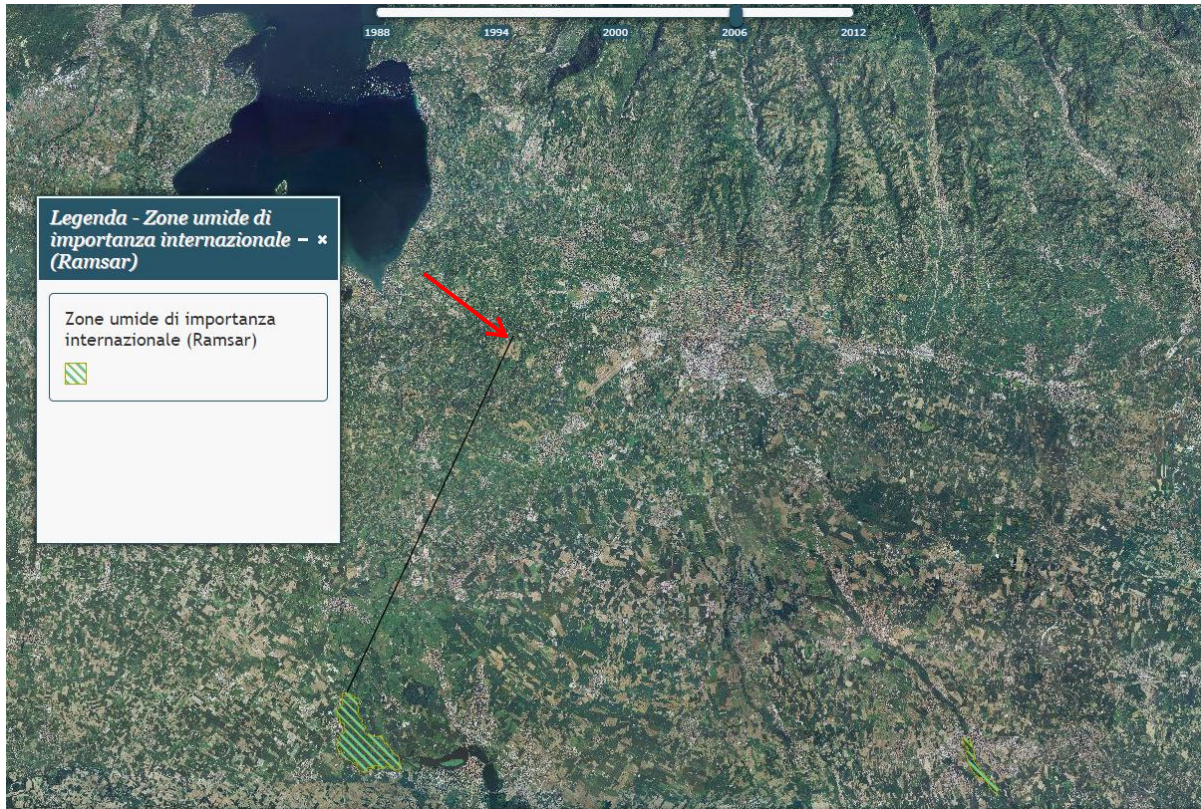 1988 1994 2000 2006 2012
Legenda - Zone umide di
importanza internazionale – ×
(Ramsar)
Zone umide di importanza
internazionale (Ramsar)